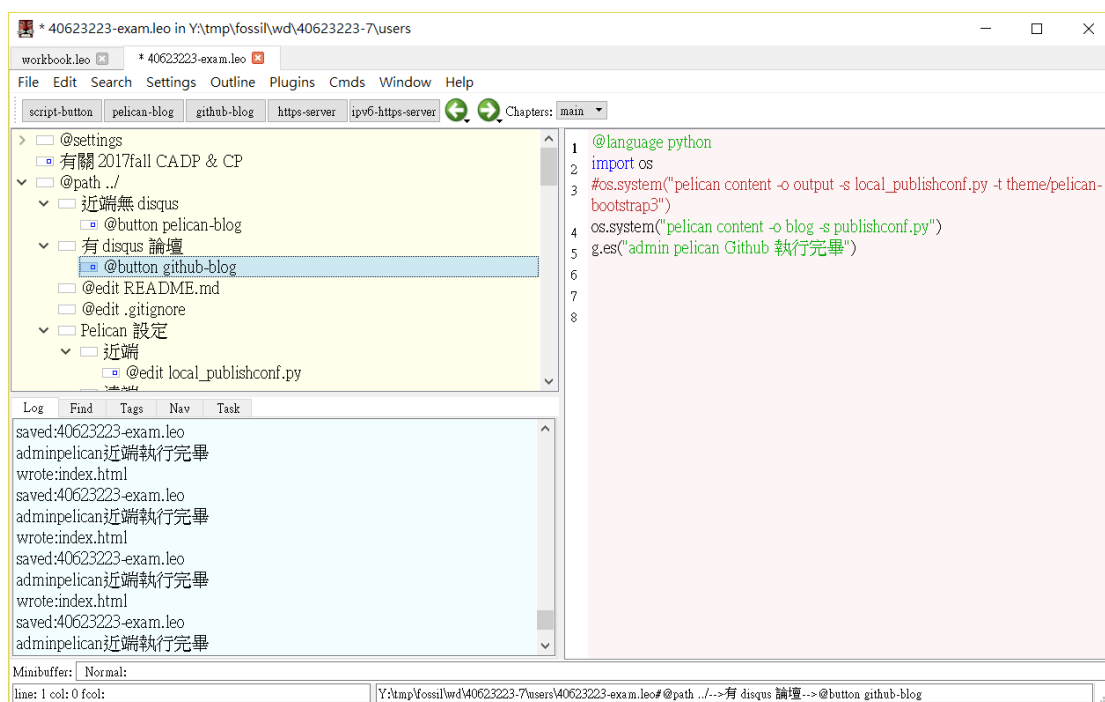 * 40623223-exam.leo in Y:\tmp\fossil\wd\40623223-7\users
workbook.leo * 40623223-exam.leo
File Edit Search Settings Outline Plugins Cmds Window Help
script-button pelican-blog github-blog https-server ipv6-https-server Chapters: main
@settings
有關 2017fall CADP & CP
@path ../
近端無 disqus
@button pelican-blog
有 disqus 論壇
@button github-blog
@edit README.md
@edit .gitignore
Pelican 設定
近端
@edit local_publishconf.py
遠端
1 @language python
2 import os
3 #os.system("pelican content -o output -s local_publishconf.py -t theme/pelican-
bootstrap3")
4 os.system("pelican content -o blog -s publishconf.py")
5 g.es("admin pelican Github 執行完畢")
6
7
8
Log Find Tags Nav Task
saved:40623223-exam.leo
adminpelican近端執行完畢
wrote:index.html
saved:40623223-exam.leo
adminpelican近端執行完畢
wrote:index.html
saved:40623223-exam.leo
adminpelican近端執行完畢
wrote:index.html
saved:40623223-exam.leo
adminpelican近端執行完畢
Minibuffer: Normal:
line: 1 col: 0 fcol: Y:\tmp\fossil\wd\40623223-7\users\40623223-exam.leo#@path ../-->有 disqus 論壇-->@button github-blog